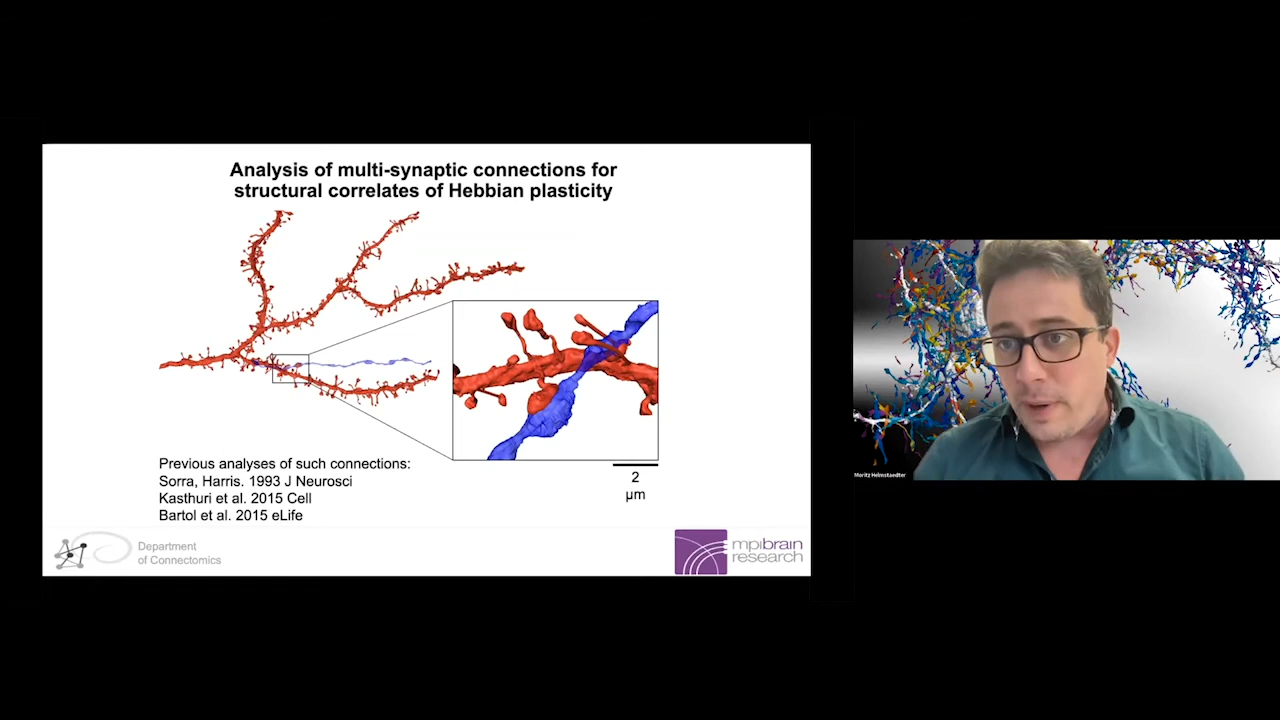 Analysis of multi-synaptic connections for
structural correlates of Hebbian plasticity
2
µm
Previous analyses of such connections:
Sorra, Harris. 1993 J Neurosci
Kasthuri et al. 2015 Cell
Bartol et al. 2015 eLife
Department
of Connectomics
mpibrain
research
Moritz Helmstaedter